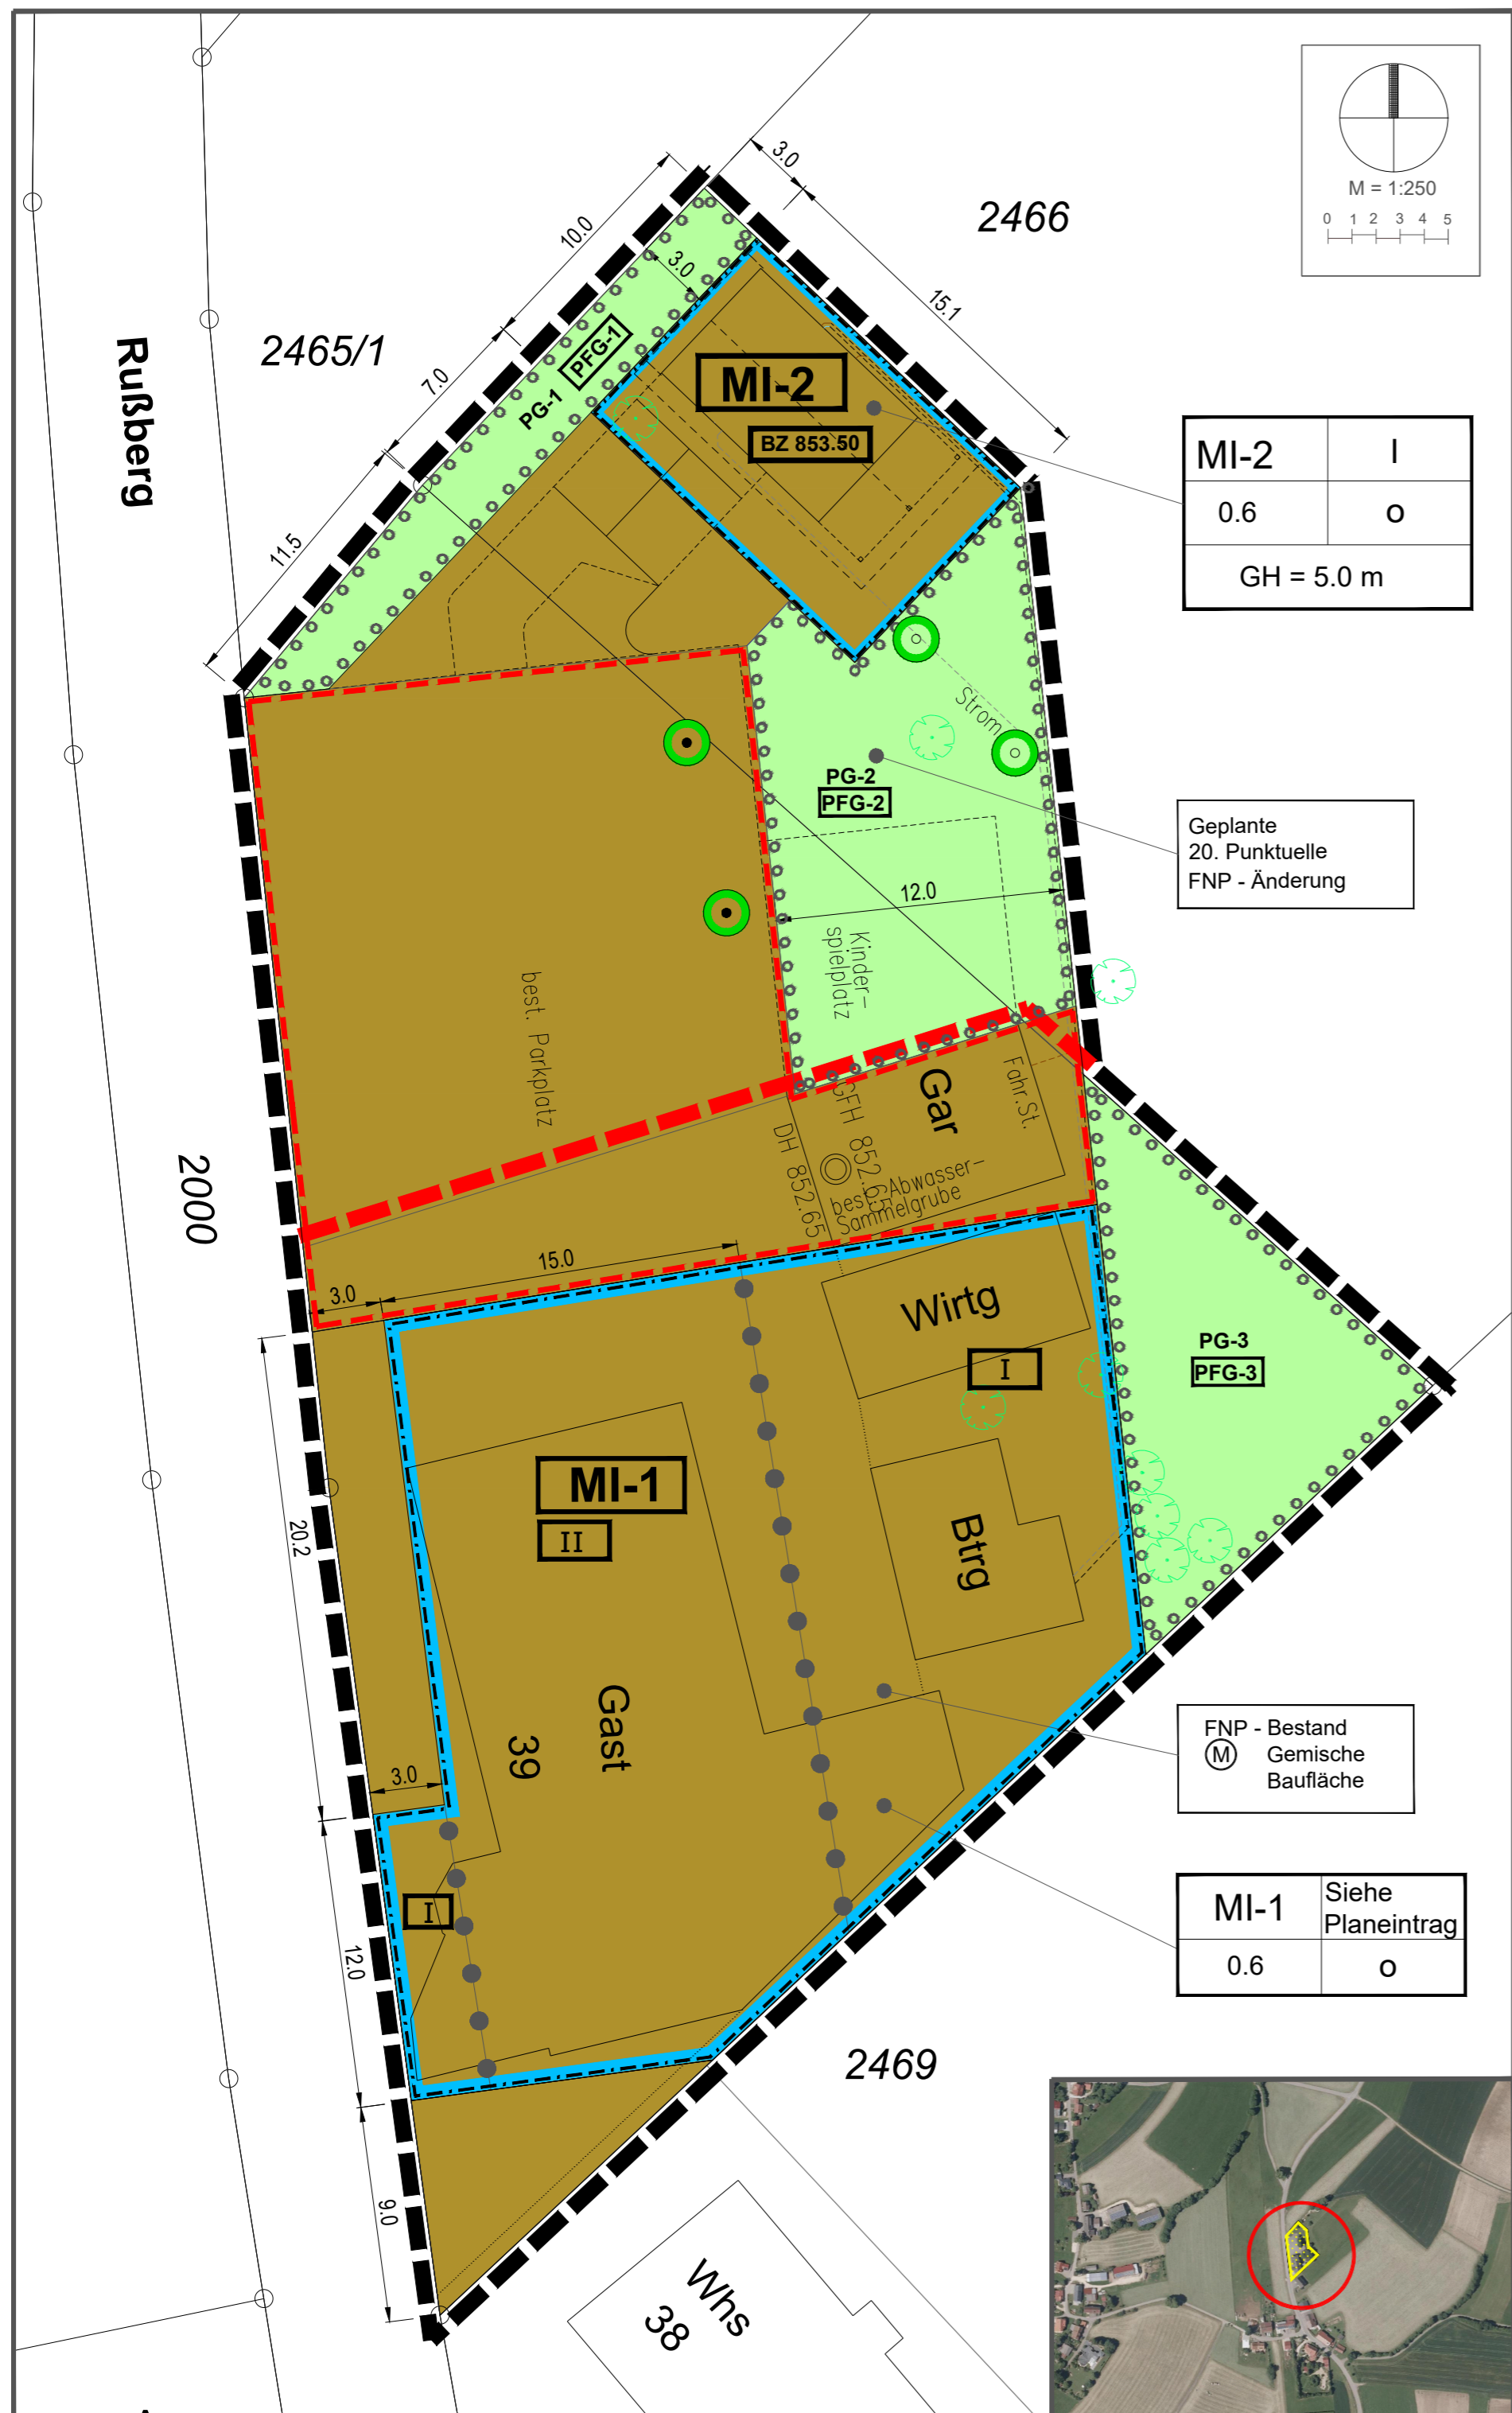 M = 1:250
0 1 2 3 4 5
3.0
10.0
2466
3.0
15.1
Rußberg
2465/1
PFG-1
PG-1
7.0
MI-2
BZ 853.50
MI-2 I
0.6 o
GH = 5.0 m
11.5
Strom
PG-2
PFG-2
Geplante
20. Punktuelle
FNP - Änderung
12.0
Kinder-
spielplatz
best. Parkplatz
Gar
Fahr.St.
GFH 852.65
DH 852.65
best. Abwasser-
Sammelgrube
2000
15.0
3.0
Wirtg
I
PG-3
PFG-3
MI-1
II
20.2
Btrg
Gast
39
FNP - Bestand
M Gemische
Baufläche
3.0
I
MI-1 Siehe
Planeintrag
0.6 o
12.0
2469
9.0
Whs
38